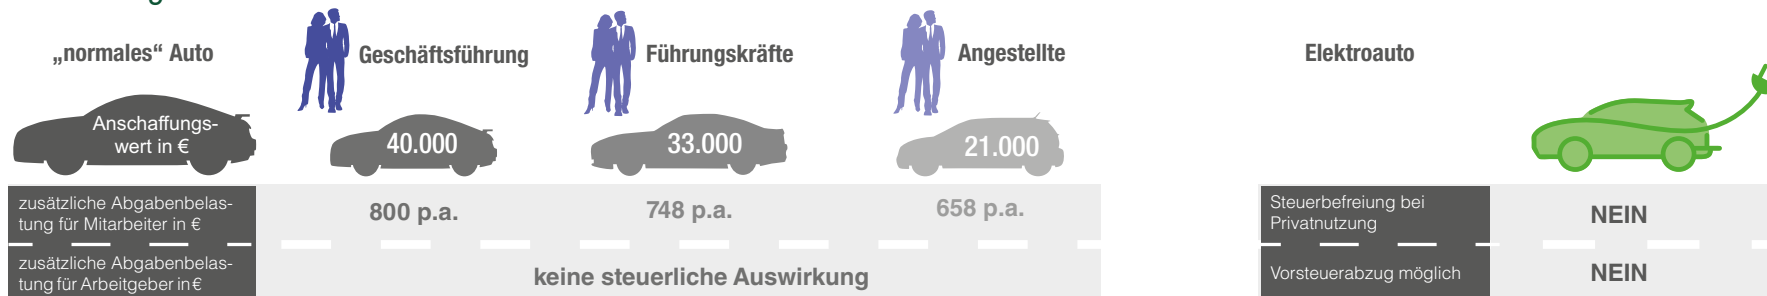 „normales“ Auto
Geschäftsführung
Führungskräfte
Angestellte
Elektroauto
Anschaffungs-
wert in €
40.000
33.000
21.000
zusätzliche Abgabenbelas-
tung für Mitarbeiter in €
800 p.a.
748 p.a.
658 p.a.
zusätzliche Abgabenbelas-
tung für Arbeitgeber in €
keine steuerliche Auswirkung
Steuerbefreiung bei
Privatnutzung
NEIN
Vorsteuerabzug möglich
NEIN